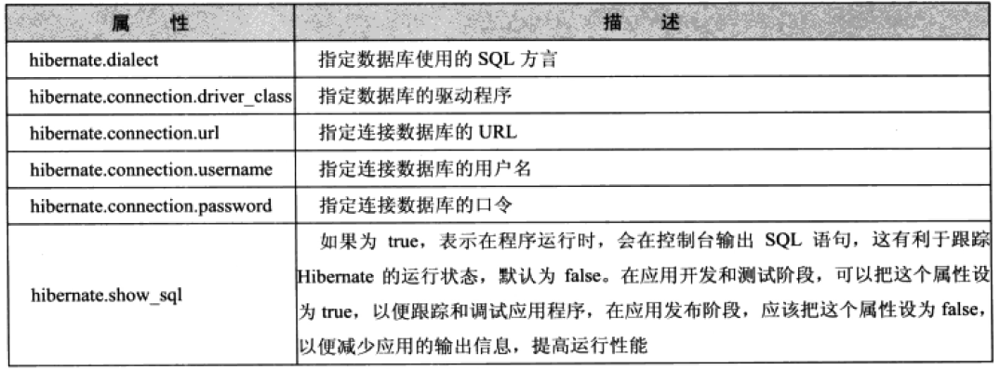 属 性 描 述
hibernate.dialect 指定数据库使用的 SQL 方言
hibernate.connection.driver_class 指定数据库的驱动程序
hibernate.connection.url 指定连接数据库的 URL
hibernate.connection.username 指定连接数据库的用户名
hibernate.connection.password 指定连接数据库的口令
hibernate.show_sql
如果为 true，表示在程序运行时，会在控制台输出 SQL 语句，这有利于跟踪
Hibernate 的运行状态，默认为 false。在应用开发和测试阶段，可以把这个属性设
为 true，以便跟踪和调试应用程序，在应用发布阶段，应该把这个属性设为 false，
以便减少应用的输出信息，提高运行性能